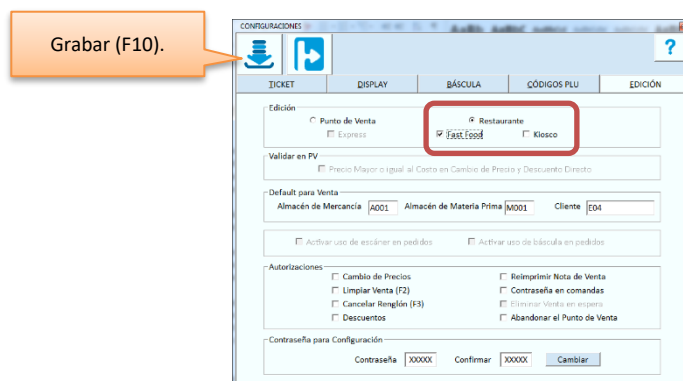 Grabar (F10).
CONFIGURACIONES
?
TICKET DISPLAY BÁSCULA CÓDIGOS PLU EDICIÓN
Edición
Punto de Venta Restaurante
Express Fast Food Kiosco
Validar en PV
Precio Mayor o igual al Costo en Cambio de Precio y Descuento Directo
Default para Venta
Almacén de Mercancía A001 Almacén de Materia Prima M001 Cliente E04
Activar uso de escáner en pedidos Activar uso de báscula en pedidos
Autorizaciones
Cambio de Precios Reimprimir Nota de Venta
Limpiar Venta (F2) Contraseña en comandas
Cancelar Renglón (F3) Eliminar Venta en espera
Descuentos Abandonar el Punto de Venta
Contraseña para Configuración
Contraseña XXXXX Confirmar XXXXX Cambiar